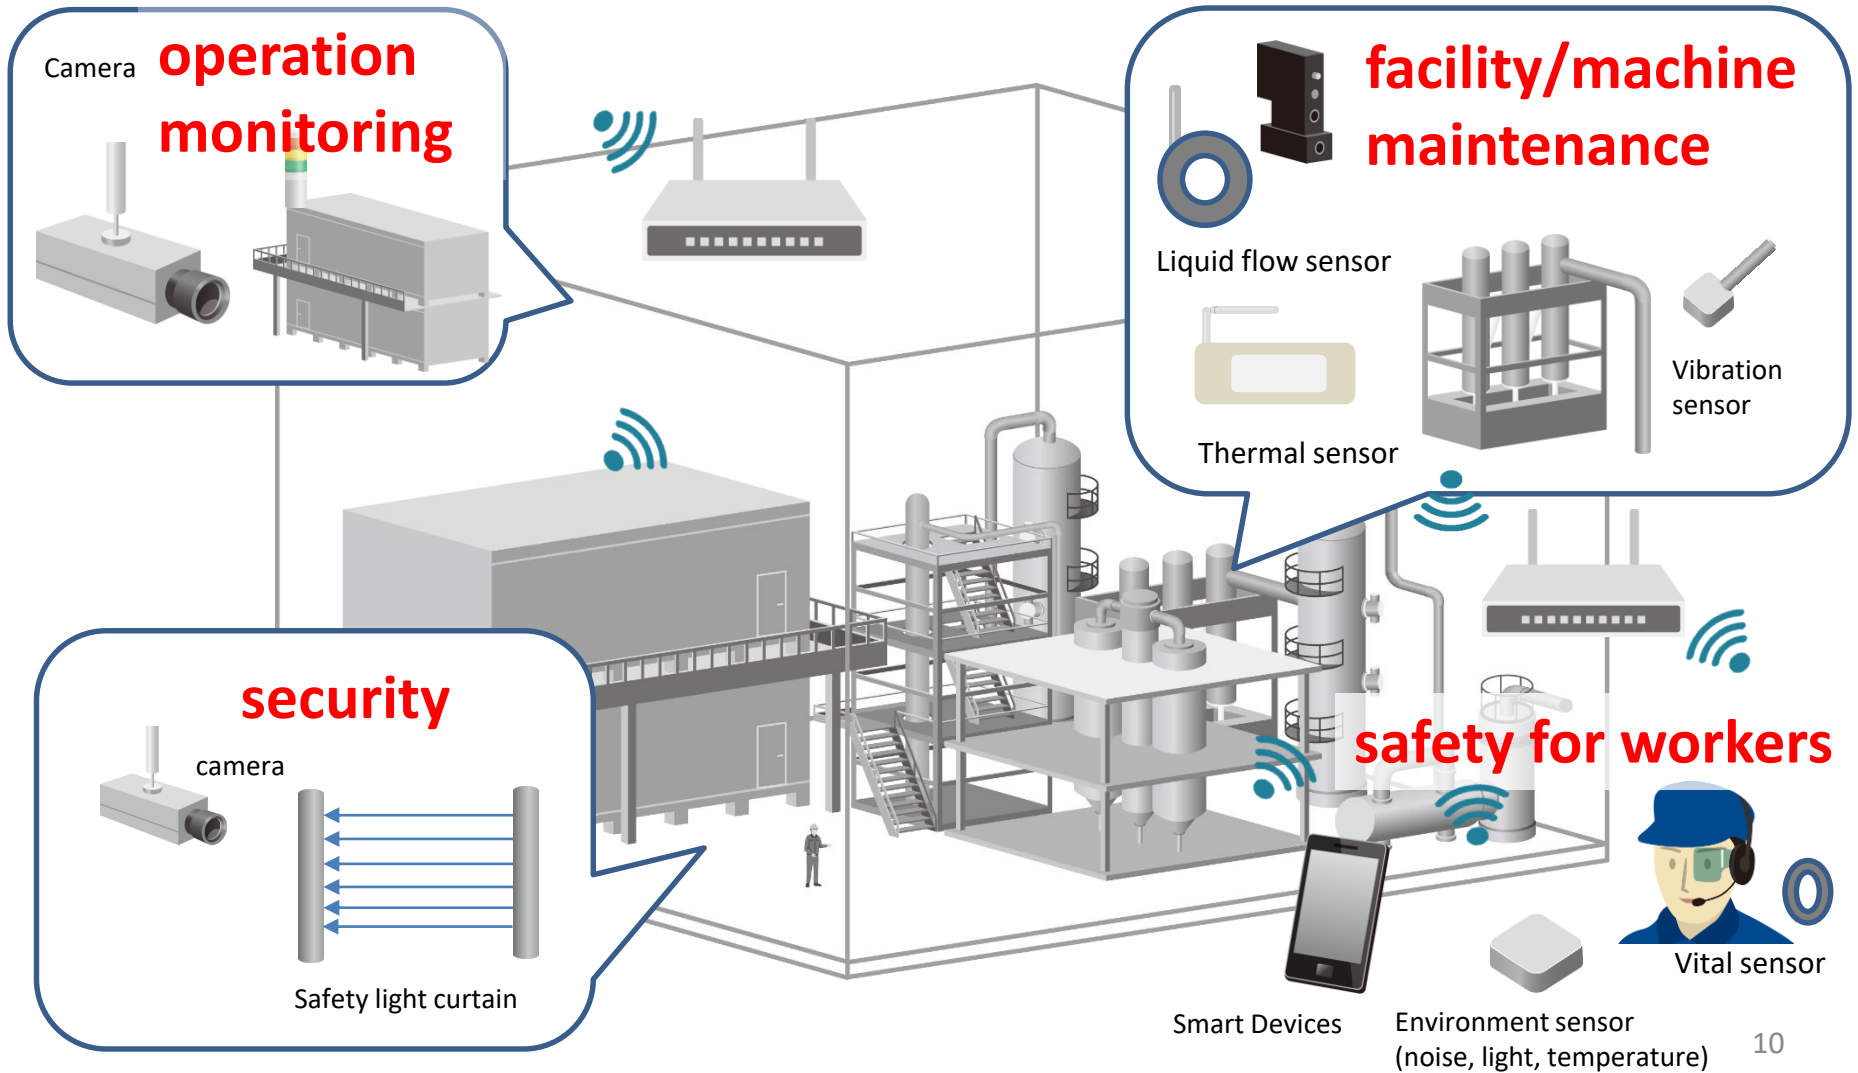 Camera
operation
monitoring
facility/machine
maintenance
Liquid flow sensor
Vibration
sensor
Thermal sensor
security
camera
Safety light curtain
safety for workers
Vital sensor
Smart Devices
Environment sensor
(noise, light, temperature)
10